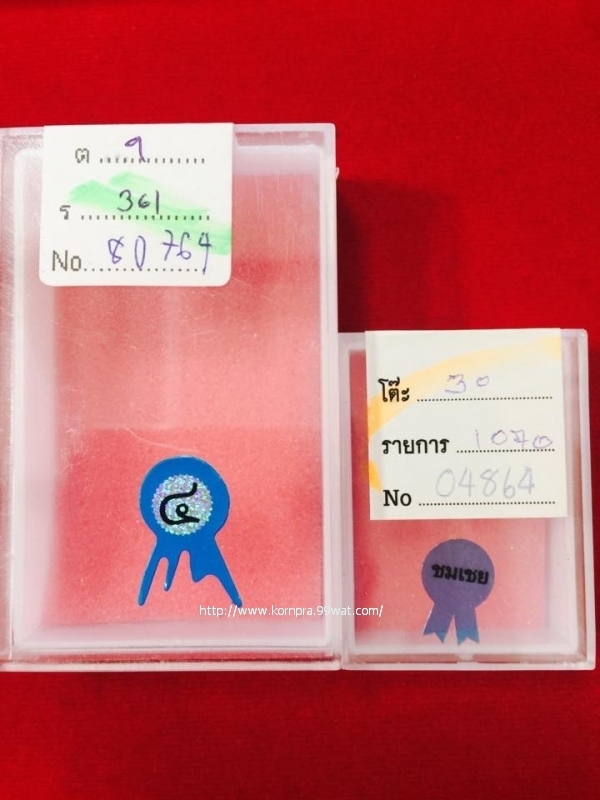 ต ............ 9
ร ............ 361
No............ 80764
๔
โต๊ะ ............ 30
รายการ ............ 1070
No ............ 04864
ชมเชย
http://www.kornpra.99wat.com/